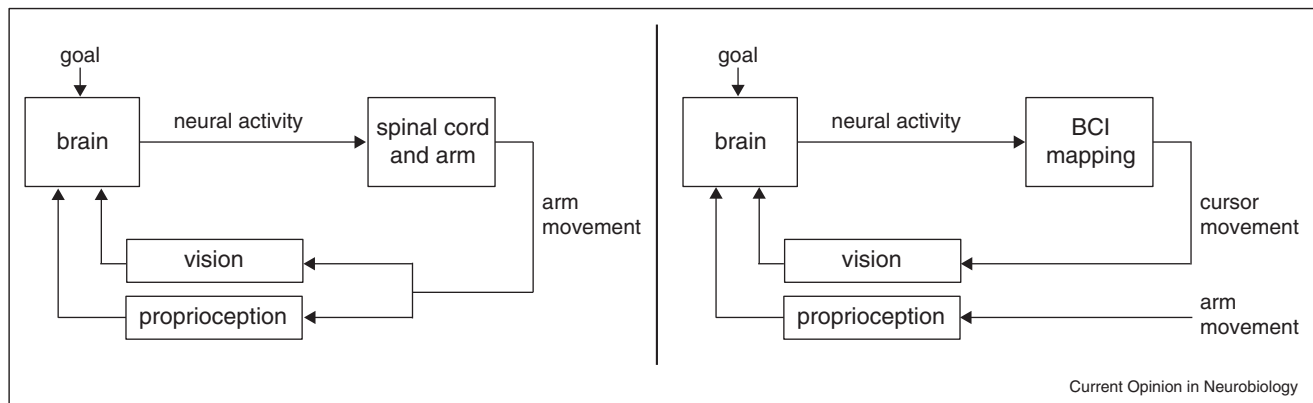 goal
brain
neural activity
spinal cord
and arm
arm
movement
vision
proprioception
goal
brain
neural activity
BCI
mapping
cursor
movement
vision
proprioception
arm
movement
Current Opinion in Neurobiology